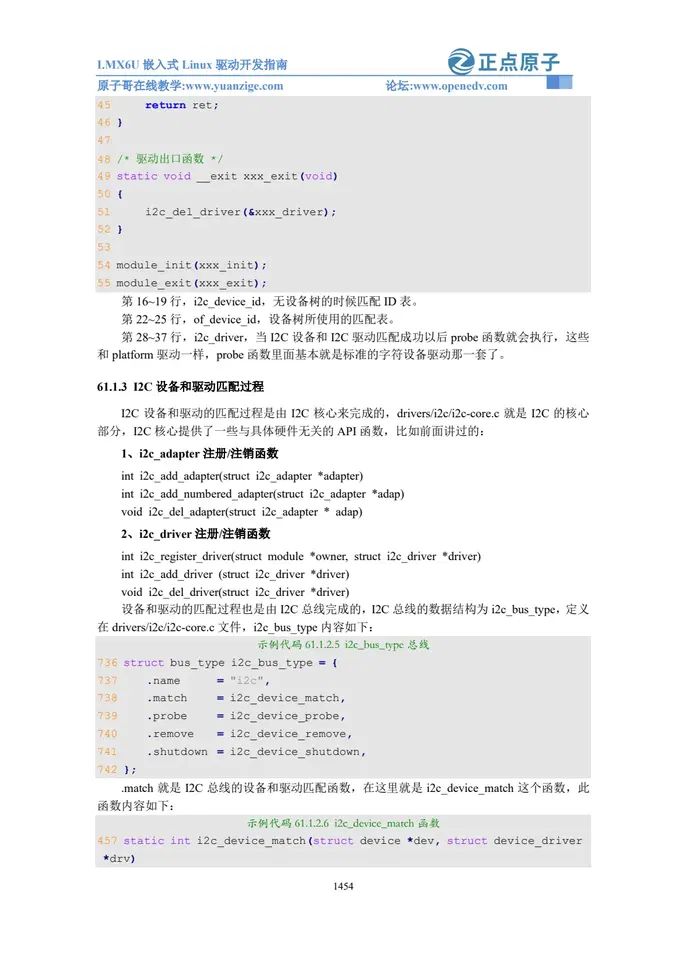 I.MX6U 嵌入式 Linux 驱动开发指南
正点原子
原子哥在线教学:www.yuanzige.com 论坛:www.openedv.com
45 return ret;
46 }
47
48 /* 驱动出口函数 */
49 static void __exit xxx_exit(void)
50 {
51 i2c_del_driver(&xxx_driver);
52 }
53
54 module_init(xxx_init);
55 module_exit(xxx_exit);
第 16~19 行，i2c_device_id，无设备树的时候匹配 ID 表。
第 22~25 行，of_device_id，设备树所使用的匹配表。
第 28~37 行，i2c_driver，当 I2C 设备和 I2C 驱动匹配成功以后 probe 函数就会执行，这些
和 platform 驱动一样，probe 函数里面基本就是标准的字符设备驱动那一套了。
61.1.3 I2C 设备和驱动匹配过程
I2C 设备和驱动的匹配过程是由 I2C 核心来完成的，drivers/i2c/i2c-core.c 就是 I2C 的核心
部分，I2C 核心提供了一些与具体硬件无关的 API 函数，比如前面讲过的：
1、i2c_adapter 注册/注销函数
int i2c_add_adapter(struct i2c_adapter *adapter)
int i2c_add_numbered_adapter(struct i2c_adapter *adap)
void i2c_del_adapter(struct i2c_adapter * adap)
2、i2c_driver 注册/注销函数
int i2c_register_driver(struct module *owner, struct i2c_driver *driver)
int i2c_add_driver (struct i2c_driver *driver)
void i2c_del_driver(struct i2c_driver *driver)
设备和驱动的匹配过程也是由 I2C 总线完成的，I2C 总线的数据结构为 i2c_bus_type，定义
在 drivers/i2c/i2c-core.c 文件，i2c_bus_type 内容如下：
示例代码 61.1.2.5 i2c_bus_type 总线
736 struct bus_type i2c_bus_type = {
737 .name = "i2c",
738 .match = i2c_device_match,
739 .probe = i2c_device_probe,
740 .remove = i2c_device_remove,
741 .shutdown = i2c_device_shutdown,
742 };
.match 就是 I2C 总线的设备和驱动匹配函数，在这里就是 i2c_device_match 这个函数，此
函数内容如下：
示例代码 61.1.2.6 i2c_device_match 函数
457 static int i2c_device_match(struct device *dev, struct device_driver
*drv)
1454